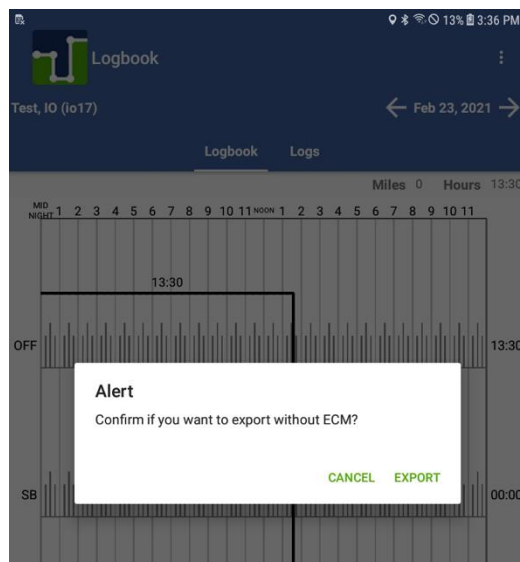 13% 3:36 PM
Logbook
Test, IO (io17)
Feb 23, 2021
Logbook Logs
Miles 0 Hours 13:30
MID NIGHT 1 2 3 4 5 6 7 8 9 10 11 NOON 1 2 3 4 5 6 7 8 9 10 11
13:30
OFF 13:30
Alert
Confirm if you want to export without ECM?
CANCEL EXPORT
SB 00:00